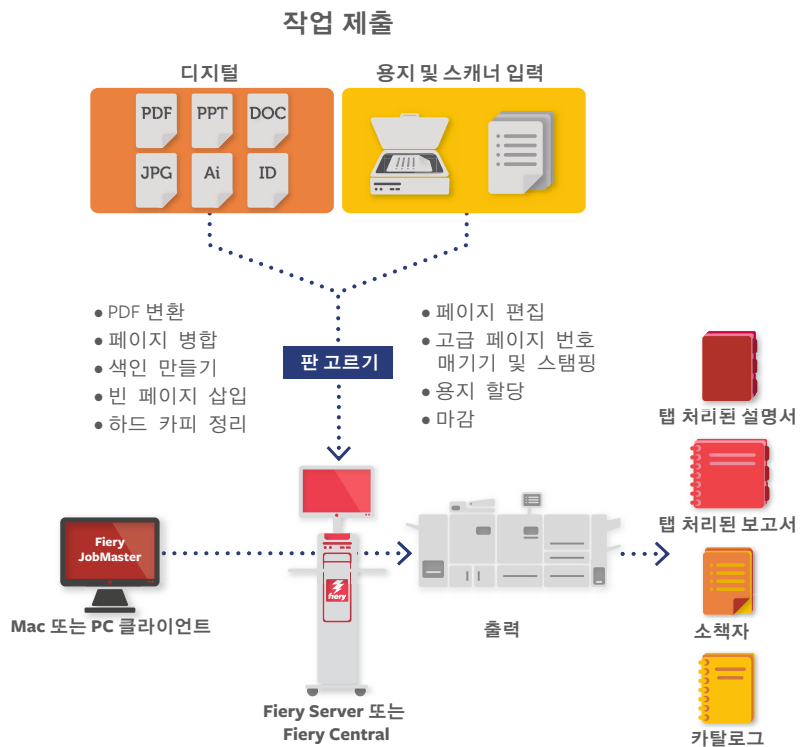 작업 제출
디지털
용지 및 스캐너 입력
PDF PPT DOC
JPG Ai ID
● PDF 변환
● 페이지 병합
● 색인 만들기
● 빈 페이지 삽입
● 하드 카피 정리
판 고르기
● 페이지 편집
● 고급 페이지 번호
매기기 및 스탬핑
● 용지 할당
● 마감
탭 처리된 설명서
탭 처리된 보고서
소책자
카탈로그
Fiery
JobMaster
Mac 또는 PC 클라이언트
fiery
Fiery Server 또는
Fiery Central
출력